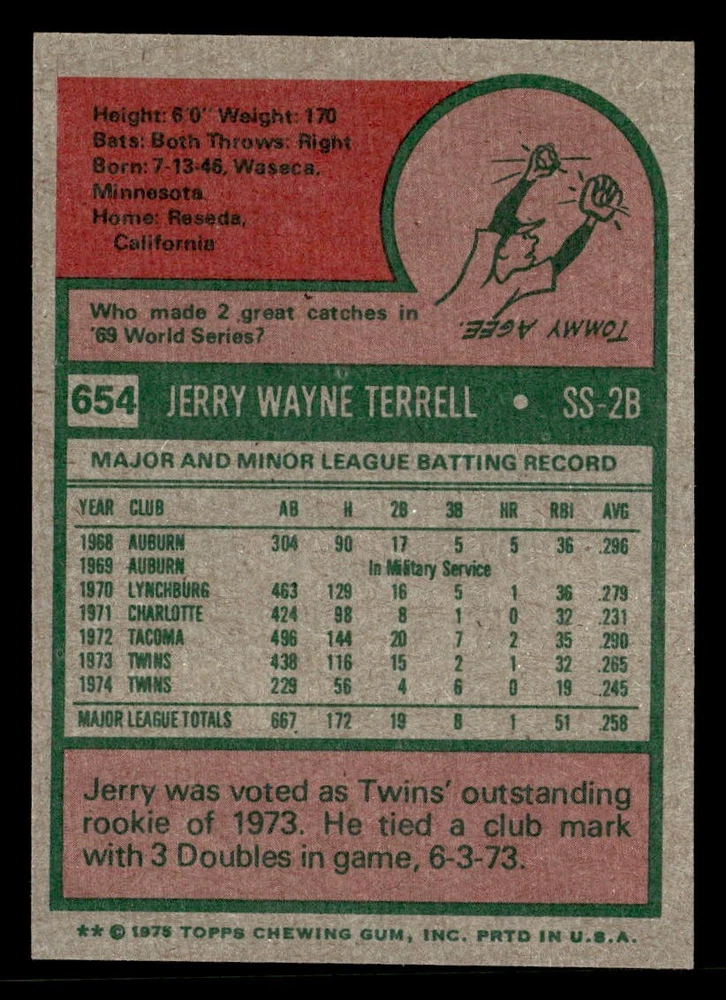 Height: 6'0" Weight: 170
Bats: Both Throws: Right
Born: 7-13-46, Waseca,
Minnesota
Home: Reseda,
California
TOMMY AGEE.
Who made 2 great catches in
'69 World Series?
654 JERRY WAYNE TERRELL • SS-2B
MAJOR AND MINOR LEAGUE BATTING RECORD
YEAR CLUB AB H 2B 3B HR RBI AVG
1968 AUBURN 304 90 17 5 5 36 .296
1969 AUBURN In Military Service
1970 LYNCHBURG 463 129 16 5 1 36 .279
1971 CHARLOTTE 424 98 8 1 0 32 .231
1972 TACOMA 496 144 20 7 2 35 .290
1973 TWINS 438 116 15 2 1 32 .265
1974 TWINS 229 56 4 6 0 19 .245
MAJOR LEAGUE TOTALS 667 172 19 8 1 51 .258
Jerry was voted as Twins' outstanding
rookie of 1973. He tied a club mark
with 3 Doubles in game, 6-3-73.
** © 1975 TOPPS CHEWING GUM, INC. PRTD IN U.S.A.